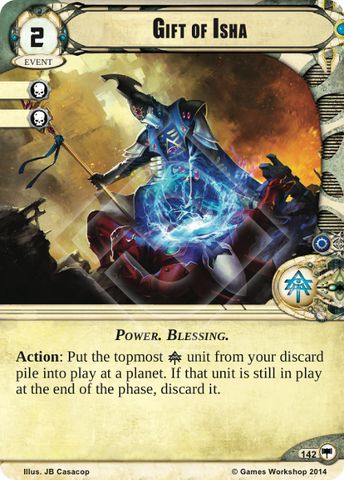 GIFT OF ISHA
2
EVENT
POWER. BLESSING.
Action: Put the topmost unit from your discard
pile into play at a planet. If that unit is still in play
at the end of the phase, discard it.
142
Illus. JB Casacop
© Games Workshop 2014